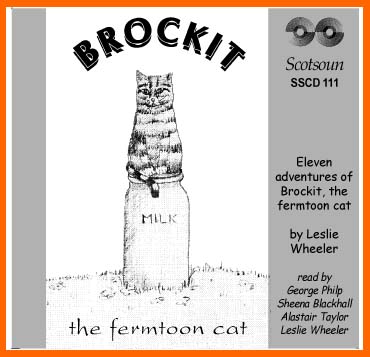 BROCKIT
MILK
the fermtoon cat
Scotsoun
SSCD 111
Eleven
adventures of
Brockit, the
fermtoon cat
by Leslie
Wheeler
read by
George Philp
Sheena Blackhall
Alastair Taylor
Leslie Wheeler